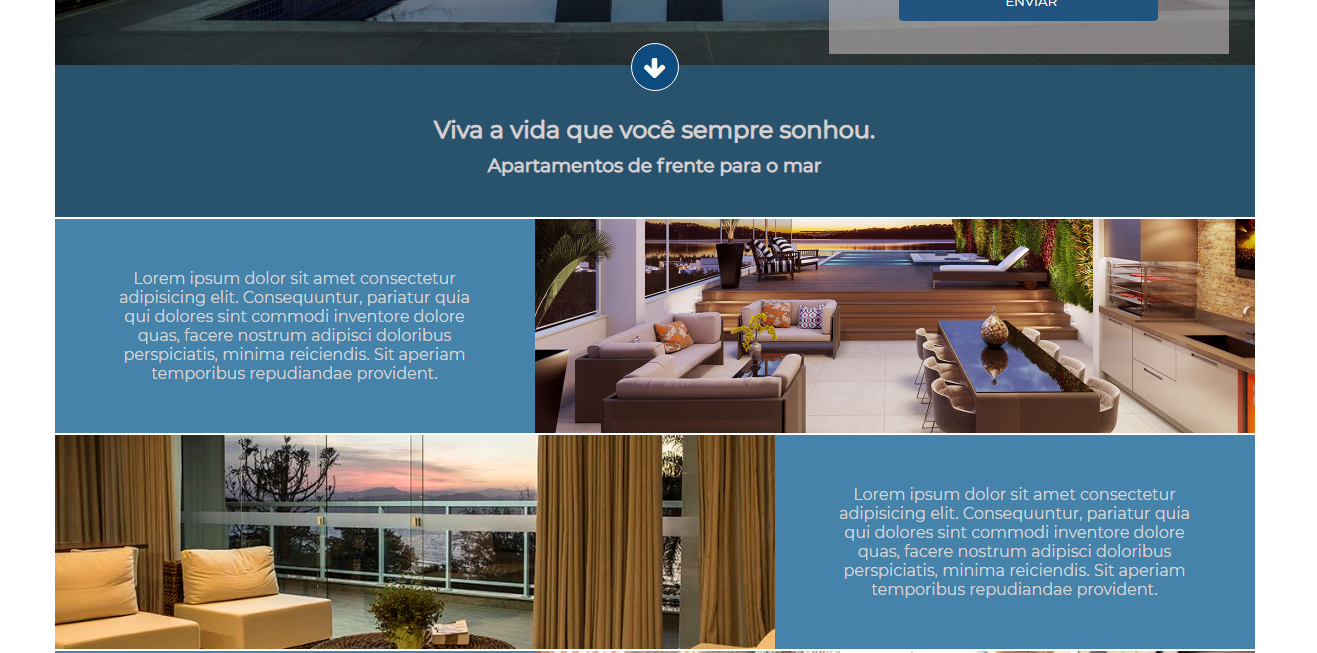 ENVIAR
Viva a vida que você sempre sonhou.
Apartamentos de frente para o mar
Lorem ipsum dolor sit amet consectetur
adipisicing elit. Consequuntur, pariatur quia
qui dolores sint commodi inventore dolore
quas, facere nostrum adipisci doloribus
perspiciatis, minima reiciendis. Sit aperiam
temporibus repudiandae provident.
Lorem ipsum dolor sit amet consectetur
adipisicing elit. Consequuntur, pariatur quia
qui dolores sint commodi inventore dolore
quas, facere nostrum adipisci doloribus
perspiciatis, minima reiciendis. Sit aperiam
temporibus repudiandae provident.